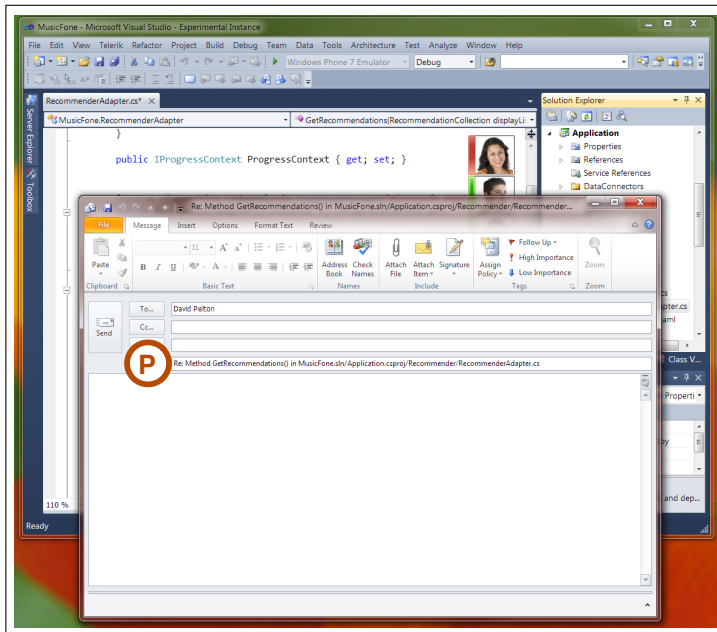 MusicFone - Microsoft Visual Studio - Experimental Instance
File Edit View Telerik Refactor Project Build Debug Team Data Tools Architecture Test Analyze Window Help
Windows Phone 7 Emulator Debug
RecommenderAdapter.cs*
Solution Explorer
MusicFone.RecommenderAdapter
GetRecommendations(RecommendationCollection displayLi
}
public IProgressContext ProgressContext { get; set; }
Application
Properties
References
Service References
DataConnectors
Server Explorer
Toolbox
Re: Method GetRecommendations() in MusicFone.sln/Application.csproj/Recommender/Recommender...
File Message Insert Options Format Text Review
Paste
11
B I U
Address Book
Check Names
Attach File
Attach Item
Signature
Assign Policy
Follow Up
High Importance
Low Importance
Zoom
Clipboard Basic Text Names Include Tags Zoom
Send
To... David Pelton
Cc...
P
Re: Method GetRecommendations() in MusicFone.sln/Application.csproj/Recommender/RecommenderAdapter.cs
cs
pter.cs
aml
Class V...
Properti
by
and dep...
110 %
Ready